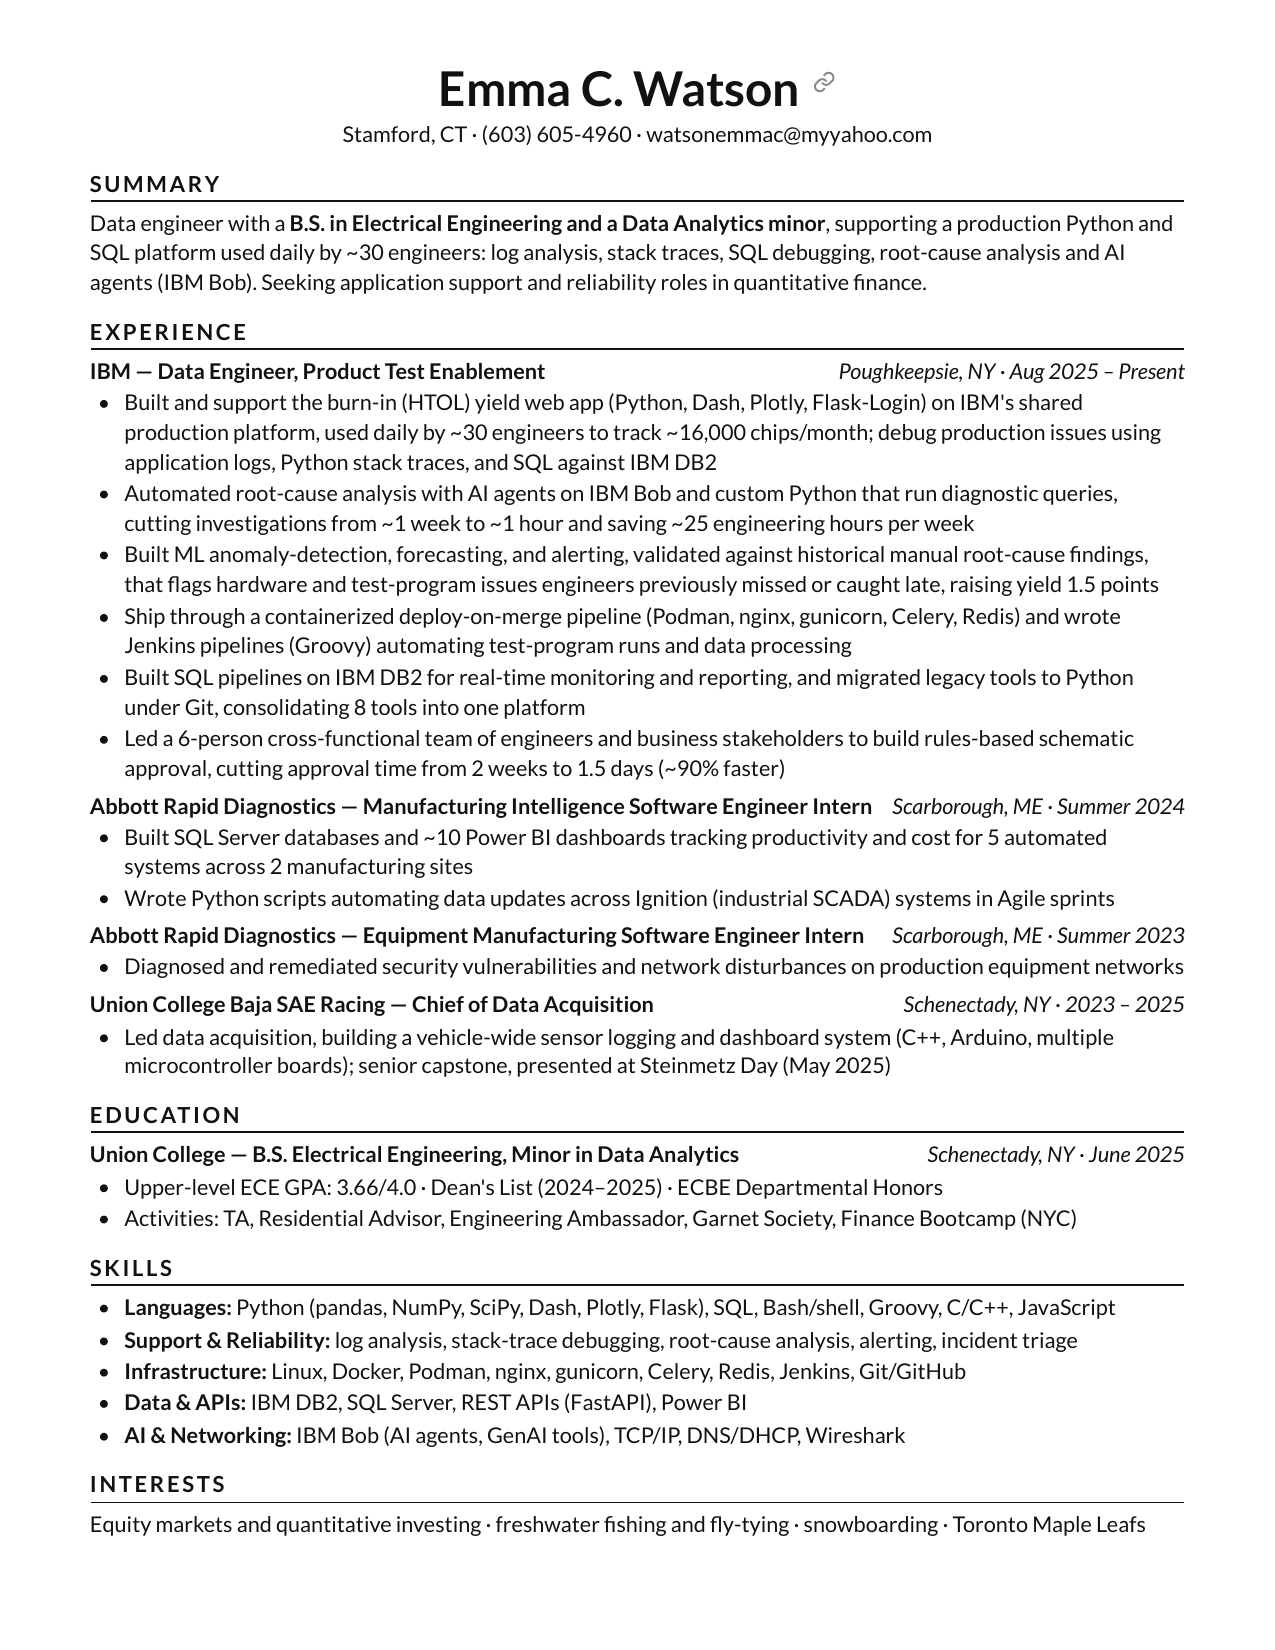 Emma C. Watson
Stamford, CT · (603) 605-4960 · watsonemmac@myyahoo.com
SUMMARY
Data engineer with a B.S. in Electrical Engineering and a Data Analytics minor, supporting a production Python and
SQL platform used daily by ~30 engineers: log analysis, stack traces, SQL debugging, root-cause analysis and AI
agents (IBM Bob). Seeking application support and reliability roles in quantitative finance.
EXPERIENCE
IBM — Data Engineer, Product Test Enablement Poughkeepsie, NY · Aug 2025 – Present
• Built and support the burn-in (HTOL) yield web app (Python, Dash, Plotly, Flask-Login) on IBM's shared
production platform, used daily by ~30 engineers to track ~16,000 chips/month; debug production issues using
application logs, Python stack traces, and SQL against IBM DB2
• Automated root-cause analysis with AI agents on IBM Bob and custom Python that run diagnostic queries,
cutting investigations from ~1 week to ~1 hour and saving ~25 engineering hours per week
• Built ML anomaly-detection, forecasting, and alerting, validated against historical manual root-cause findings,
that flags hardware and test-program issues engineers previously missed or caught late, raising yield 1.5 points
• Ship through a containerized deploy-on-merge pipeline (Podman, nginx, gunicorn, Celery, Redis) and wrote
Jenkins pipelines (Groovy) automating test-program runs and data processing
• Built SQL pipelines on IBM DB2 for real-time monitoring and reporting, and migrated legacy tools to Python
under Git, consolidating 8 tools into one platform
• Led a 6-person cross-functional team of engineers and business stakeholders to build rules-based schematic
approval, cutting approval time from 2 weeks to 1.5 days (~90% faster)
Abbott Rapid Diagnostics — Manufacturing Intelligence Software Engineer Intern Scarborough, ME · Summer 2024
• Built SQL Server databases and ~10 Power BI dashboards tracking productivity and cost for 5 automated
systems across 2 manufacturing sites
• Wrote Python scripts automating data updates across Ignition (industrial SCADA) systems in Agile sprints
Abbott Rapid Diagnostics — Equipment Manufacturing Software Engineer Intern Scarborough, ME · Summer 2023
• Diagnosed and remediated security vulnerabilities and network disturbances on production equipment networks
Union College Baja SAE Racing — Chief of Data Acquisition Schenectady, NY · 2023 – 2025
• Led data acquisition, building a vehicle-wide sensor logging and dashboard system (C++, Arduino, multiple
microcontroller boards); senior capstone, presented at Steinmetz Day (May 2025)
EDUCATION
Union College — B.S. Electrical Engineering, Minor in Data Analytics Schenectady, NY · June 2025
• Upper-level ECE GPA: 3.66/4.0 · Dean's List (2024–2025) · ECBE Departmental Honors
• Activities: TA, Residential Advisor, Engineering Ambassador, Garnet Society, Finance Bootcamp (NYC)
SKILLS
• Languages: Python (pandas, NumPy, SciPy, Dash, Plotly, Flask), SQL, Bash/shell, Groovy, C/C++, JavaScript
• Support & Reliability: log analysis, stack-trace debugging, root-cause analysis, alerting, incident triage
• Infrastructure: Linux, Docker, Podman, nginx, gunicorn, Celery, Redis, Jenkins, Git/GitHub
• Data & APIs: IBM DB2, SQL Server, REST APIs (FastAPI), Power BI
• AI & Networking: IBM Bob (AI agents, GenAI tools), TCP/IP, DNS/DHCP, Wireshark
INTERESTS
Equity markets and quantitative investing · freshwater fishing and fly-tying · snowboarding · Toronto Maple Leafs